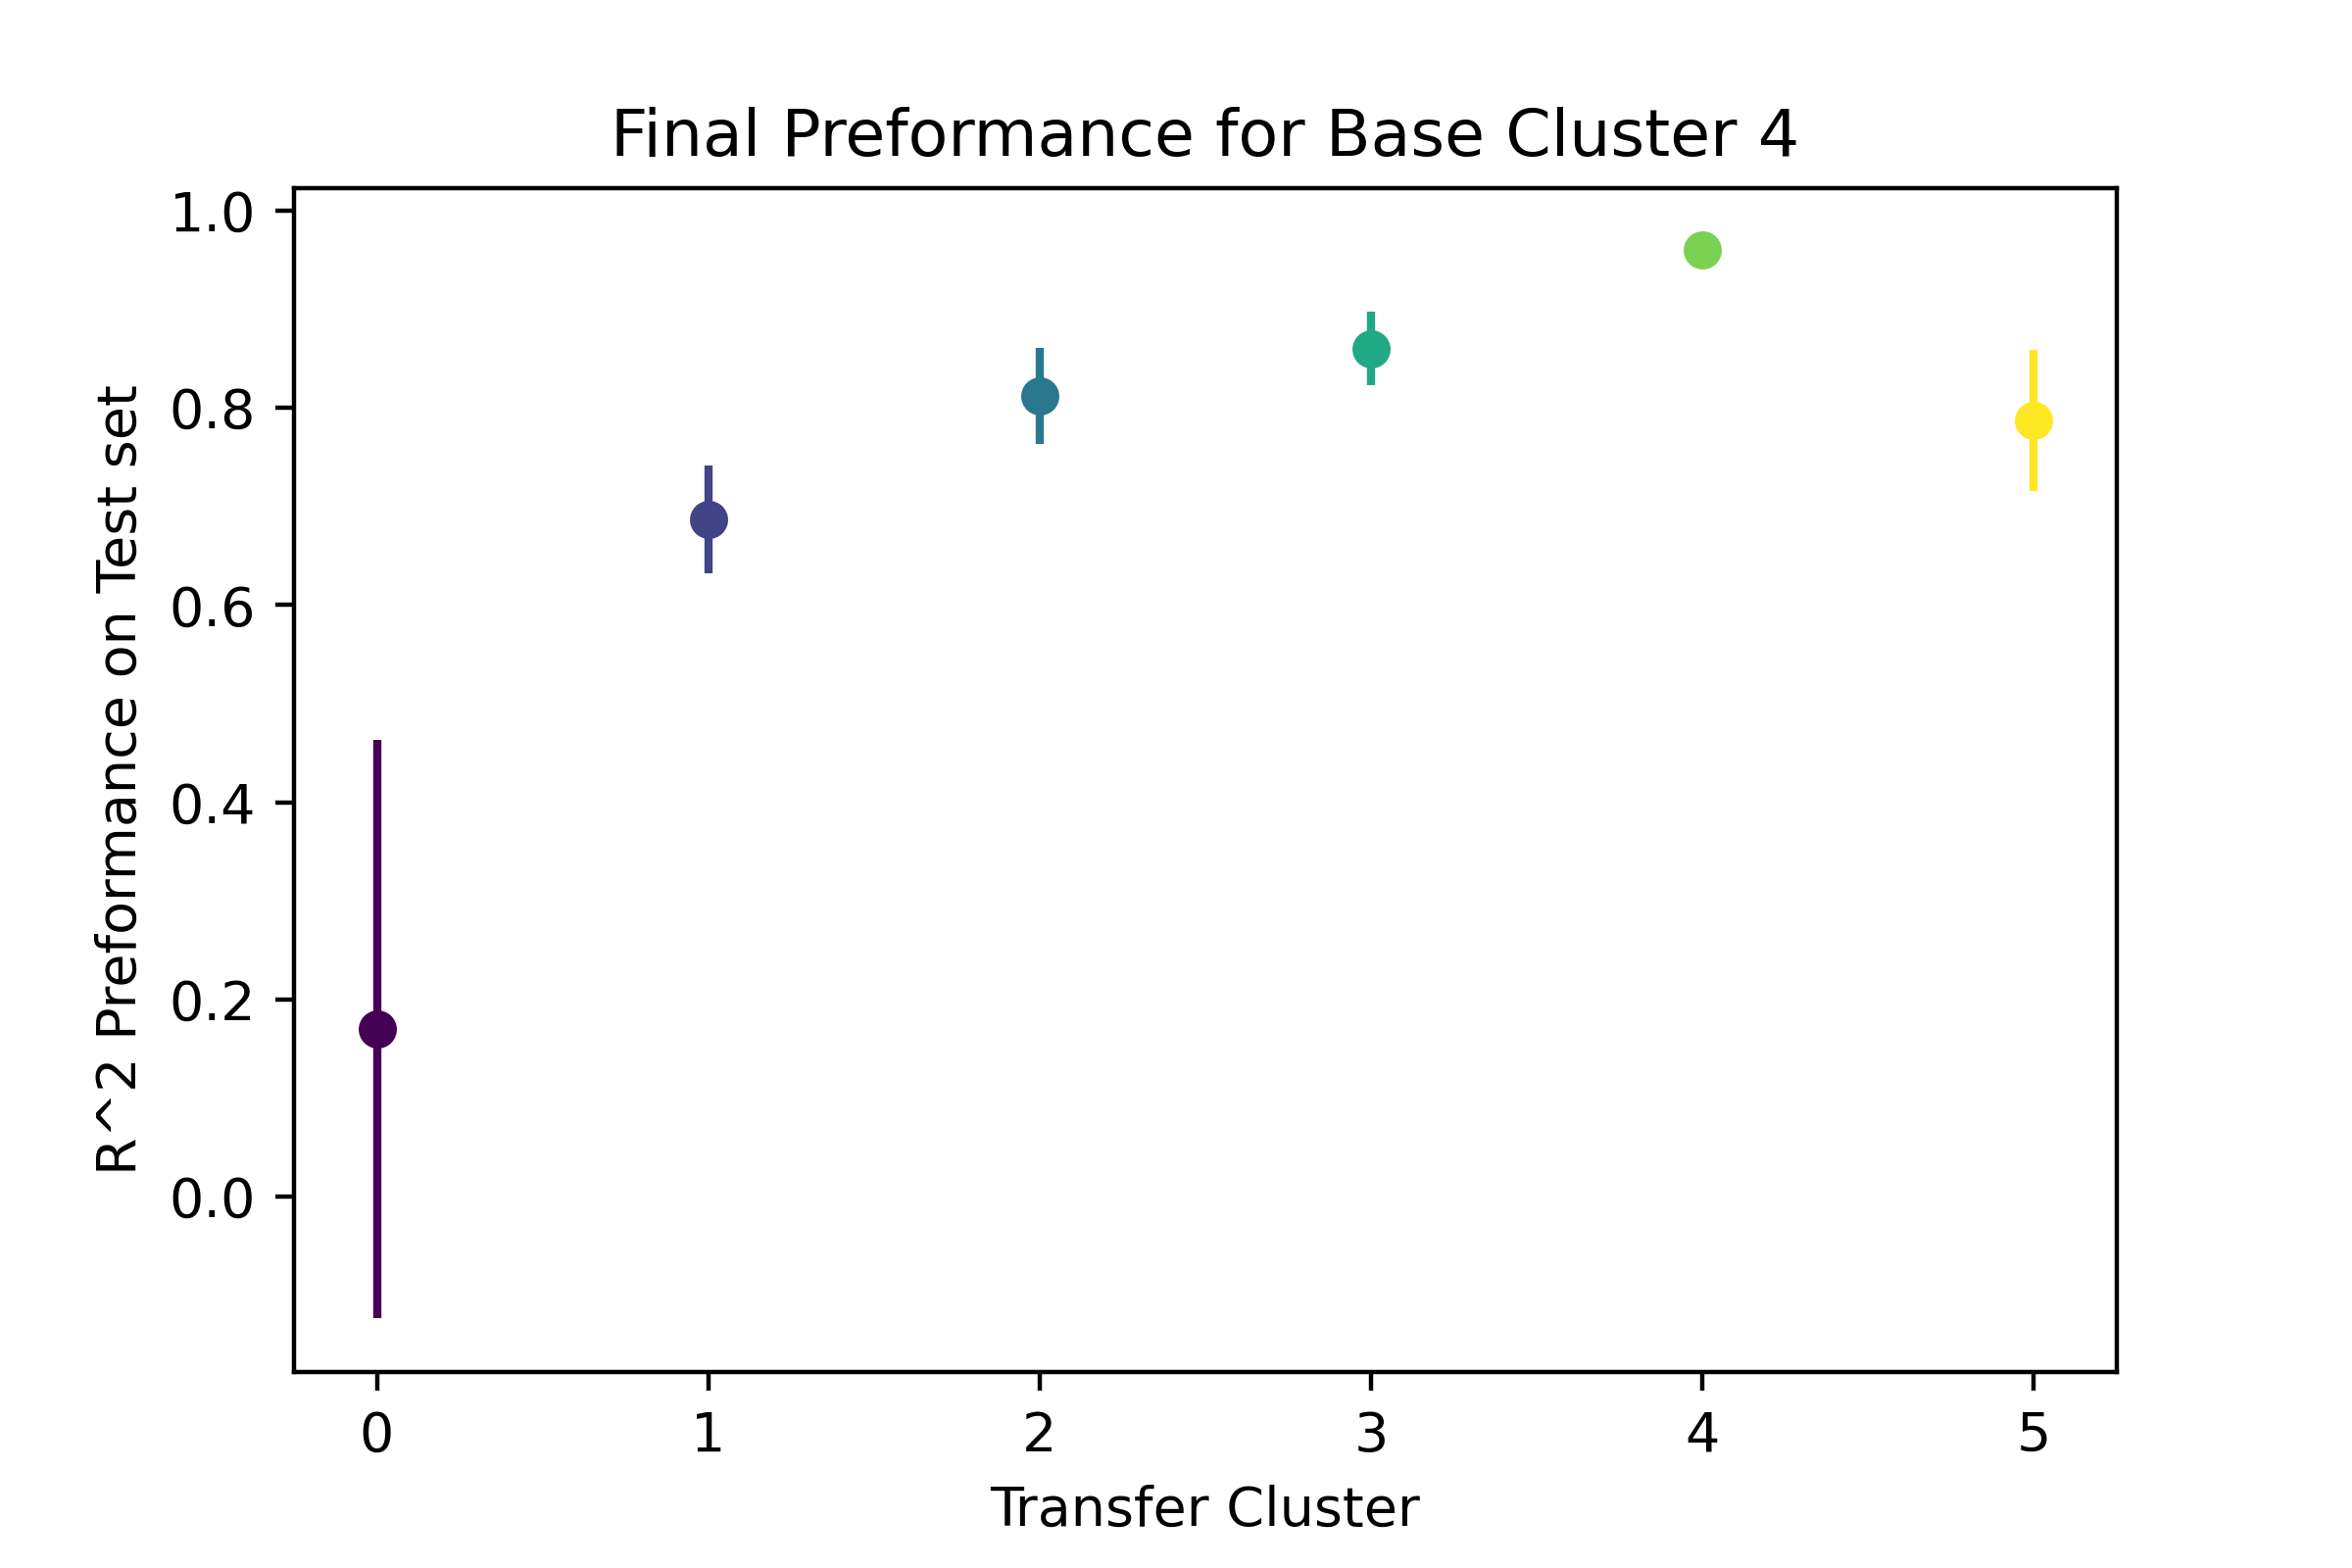 Final Preformance for Base Cluster 4
R^2 Preformance on Test set
1.0
0.8
0.6
0.4
0.2
0.0
0 1 2 3 4 5
Transfer Cluster